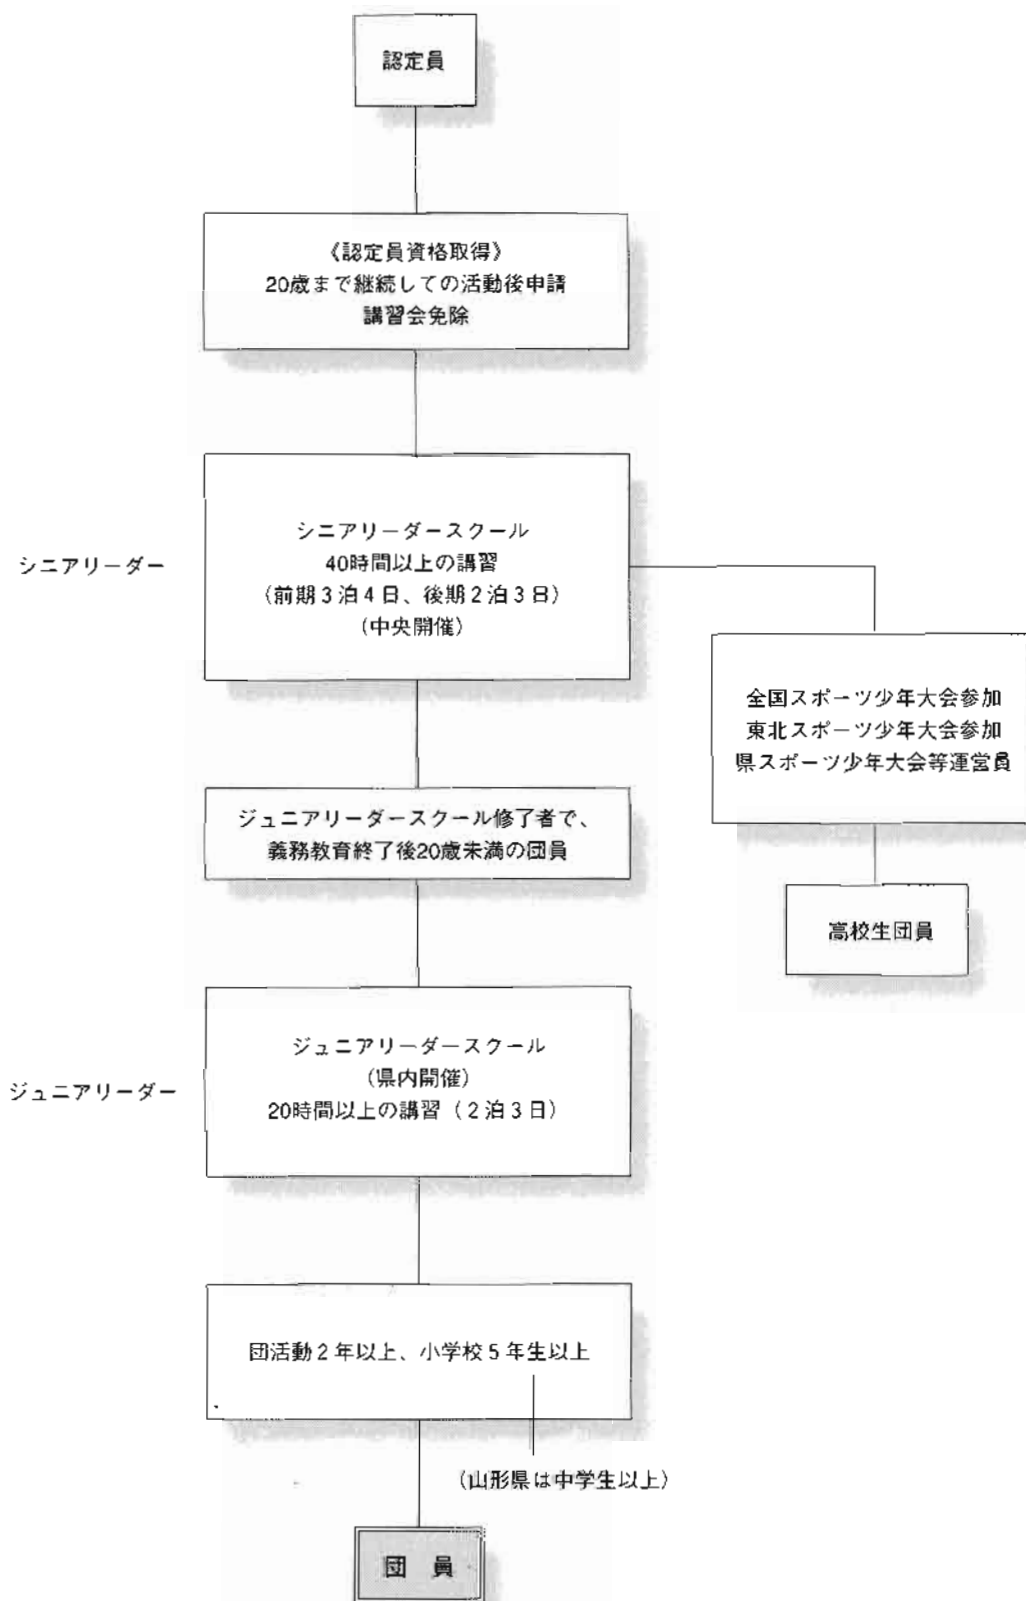 認定員
《認定員資格取得》
20歳まで継続しての活動後申請
講習会免除
シニアリーダー
シニアリーダースクール
40時間以上の講習
（前期３泊４日、後期２泊３日）
（中央開催）
全国スポーツ少年大会参加
東北スポーツ少年大会参加
県スポーツ少年大会等運営員
ジュニアリーダースクール修了者で、
義務教育終了後20歳未満の団員
高校生団員
ジュニアリーダー
ジュニアリーダースクール
（県内開催）
20時間以上の講習（２泊３日）
団活動２年以上、小学校５年生以上
（山形県は中学生以上）
団　員